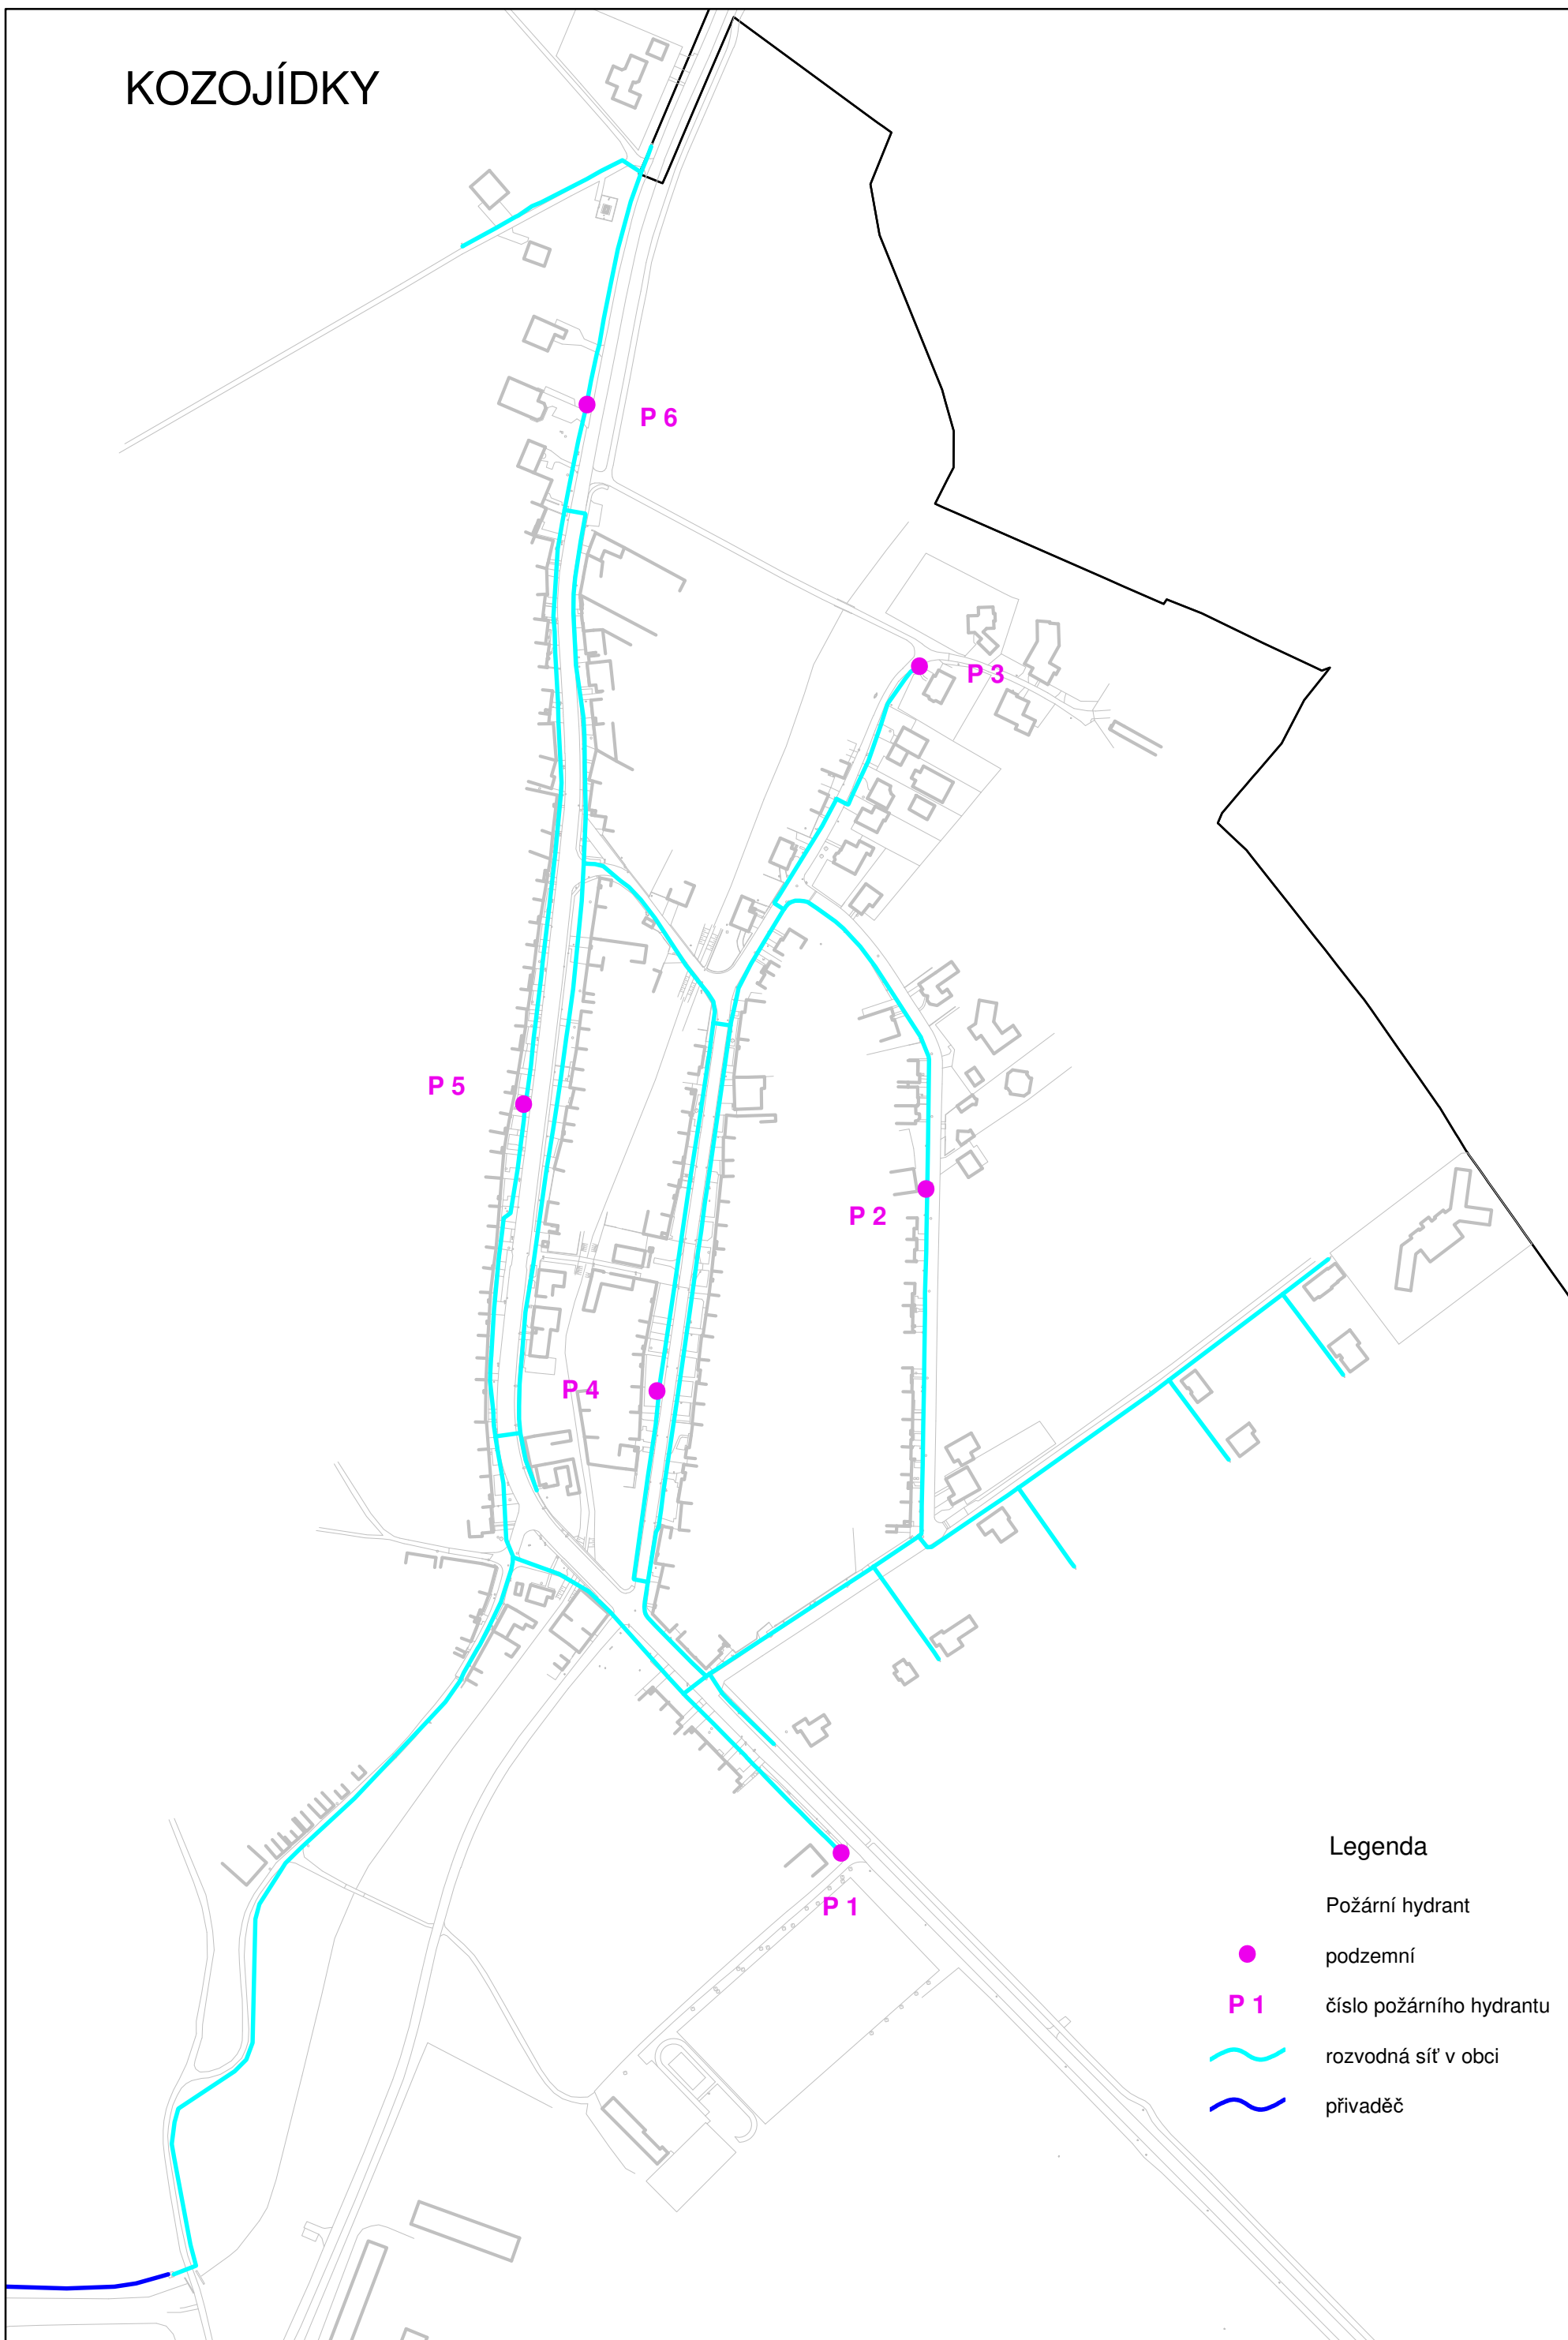 KOZOJÍDKY
P 6
P 3
P 5
P 2
P 4
P 1
Legenda
Požární hydrant
podzemní
P 1 číslo požárního hydrantu
rozvodná síť v obci
přivaděč